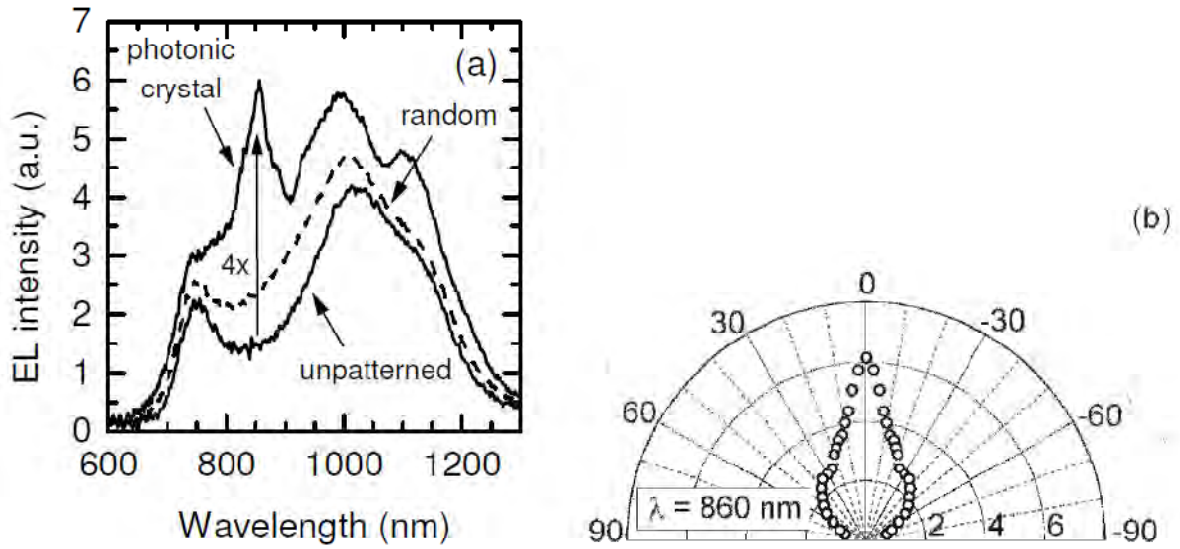 7
6
5
4
3
2
1
0
EL intensity (a.u.)
photonic
crystal
(a)
random
4x
unpatterned
600 800 1000 1200
Wavelength (nm)
(b)
0
30 -30
60 -60
90 -90
λ = 860 nm
2 4 6